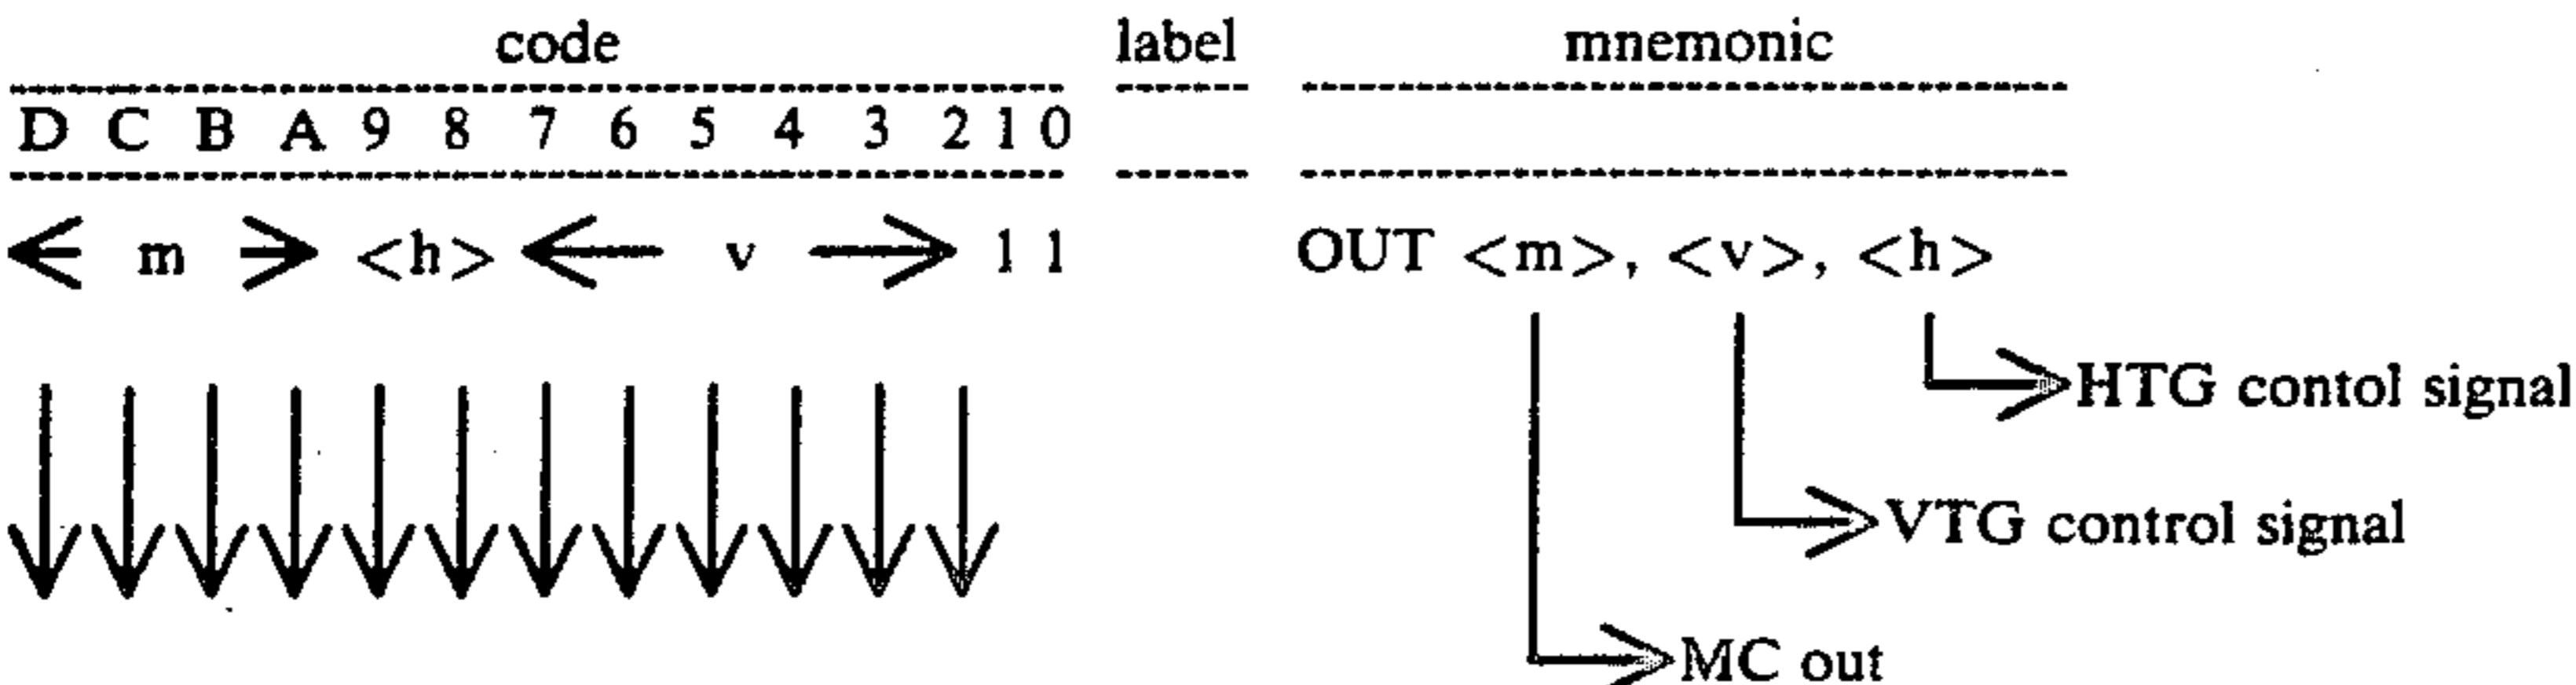 code label mnemonic
D C B A 9 8 7 6 5 4 3 2 1 0
m <h> v 1 1 OUT <m>, <v>, <h>
HTG contol signal
VTG control signal
MC out